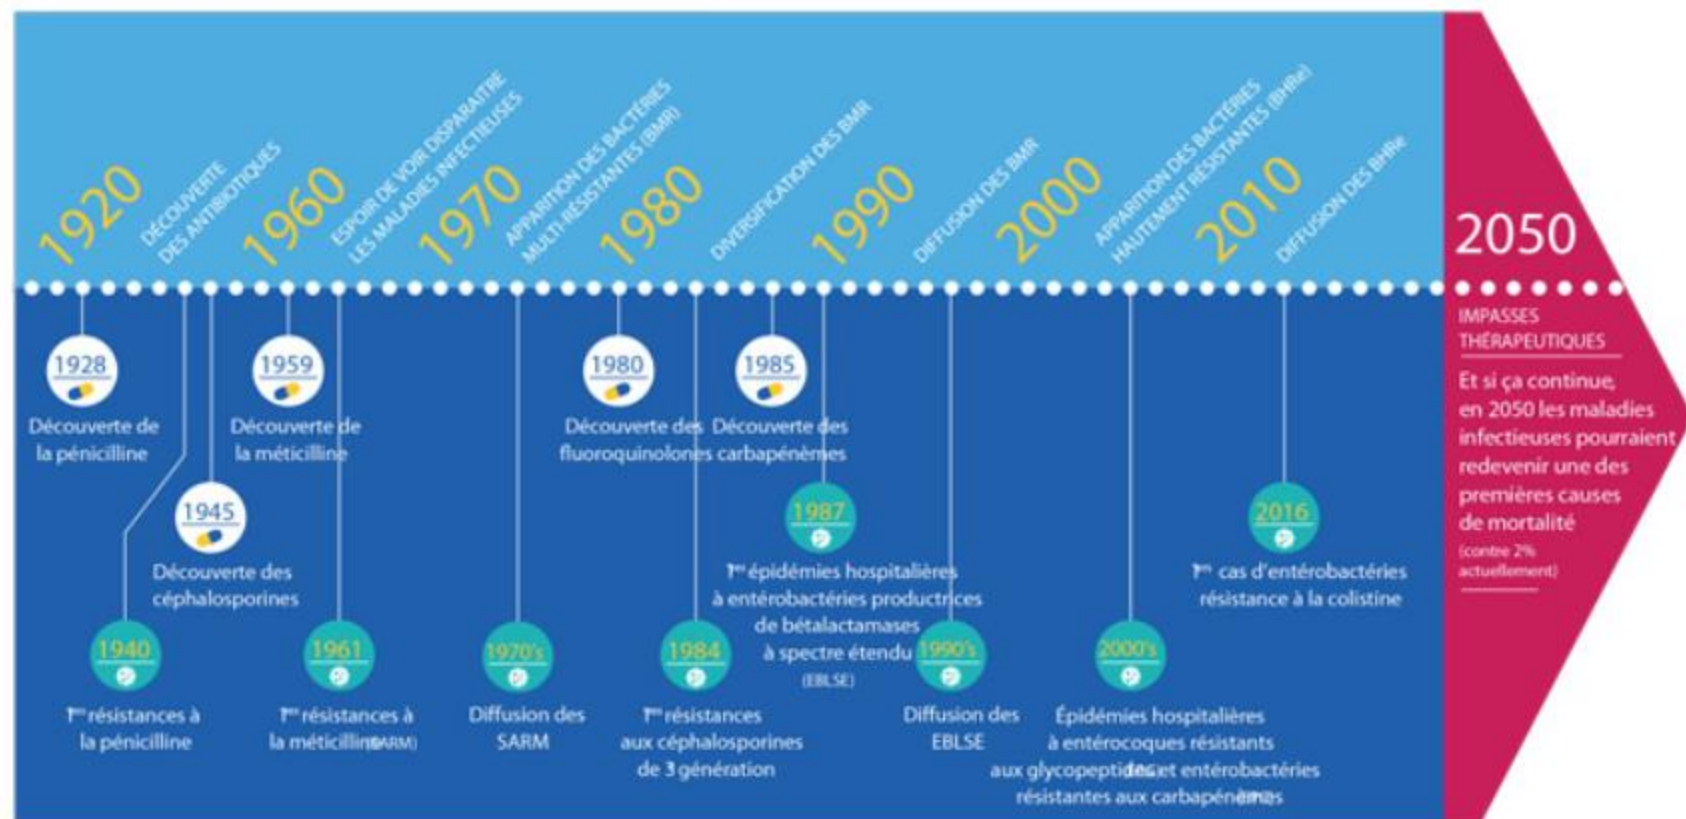 1920
DÉCOUVERTE
DES ANTIBIOTIQUES
1960
ESPOIR DE VOIR DISPARAITRE
LES MALADIES INFECTIEUSES
1970
APPARITION DES BACTÉRIES
MULTI-RÉSISTANTES (BMR)
1980
DIVERSIFICATION DES BMR
1990
DIFFUSION DES BMR
2000
APPARITION DES BACTÉRIES
HAUTEMENT RÉSISTANTES (BHRe)
2010
DIFFUSION DES BHRe
2050
IMPASSES
THÉRAPEUTIQUES
Et si ça continue,
en 2050 les maladies
infectieuses pourraient
redevenir une des
premières causes
de mortalité
(contre 2%
actuellement)
1928
Découverte de
la pénicilline
1959
Découverte de
la méticilline
1980
Découverte des
fluoroquinolones
1985
Découverte des
carbapénèmes
1945
Découverte des
céphalosporines
1987
épidémies hospitalières
à entérobactéries productrices
de bétalactamases
à spectre étendu
(EBLSE)
2016
cas d'entérobactéries
résistance à la colistine
1940
résistances à
la pénicilline
1961
résistances à
la méticilline (SARM)
1970's
Diffusion des
SARM
1984
résistances
aux céphalosporines
de 3 génération
1990's
Diffusion des
EBLSE
2000's
Épidémies hospitalières
à entérocoques résistants
aux glycopeptides et entérobactéries
résistantes aux carbapénèmes